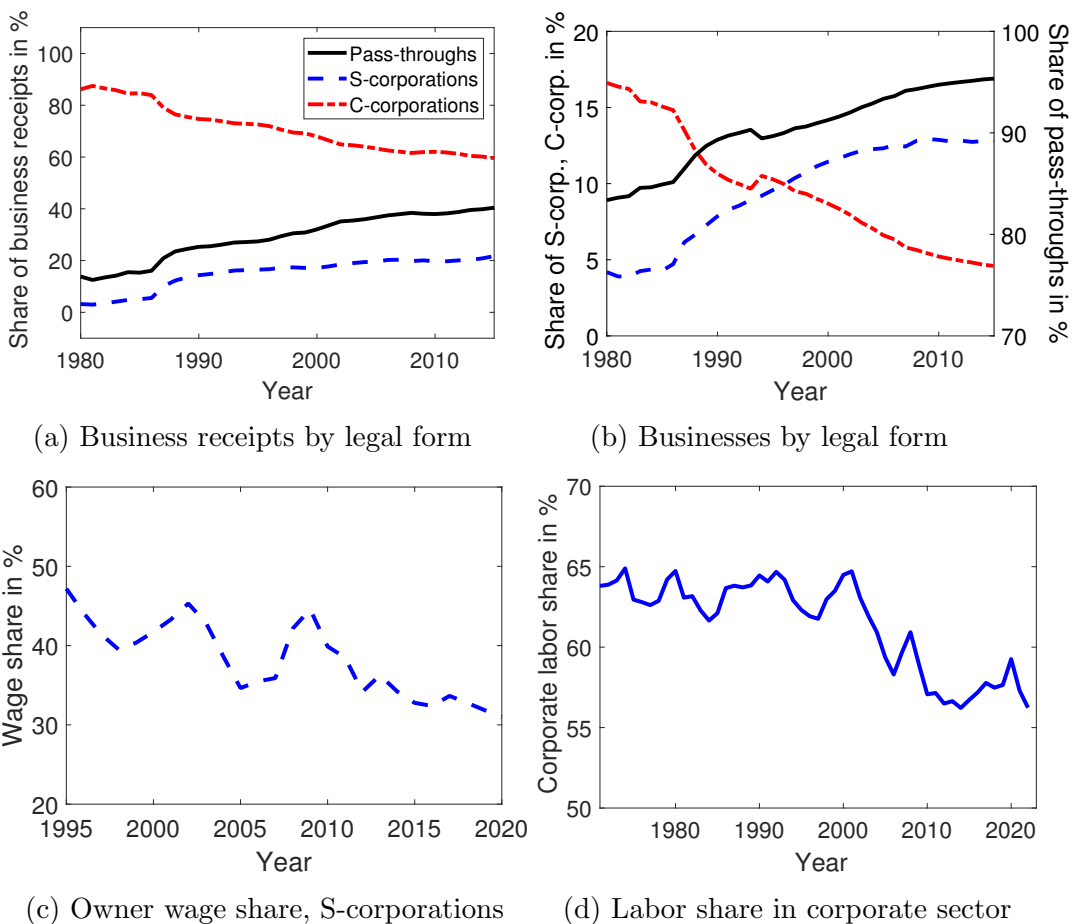 Share of business receipts in %
100
80
60
40
20
0
Pass-throughs
S-corporations
C-corporations
1980
1990
2000
2010
Year
(a) Business receipts by legal form
Share of S-corp., C-corp. in %
20
15
10
5
0
100
90
80
70
Share of pass-throughs in %
1980
1990
2000
2010
Year
(b) Businesses by legal form
Wage share in %
60
50
40
30
20
1995
2000
2005
2010
2015
2020
Year
(c) Owner wage share, S-corporations
Corporate labor share in %
70
65
60
55
50
1980
1990
2000
2010
2020
Year
(d) Labor share in corporate sector